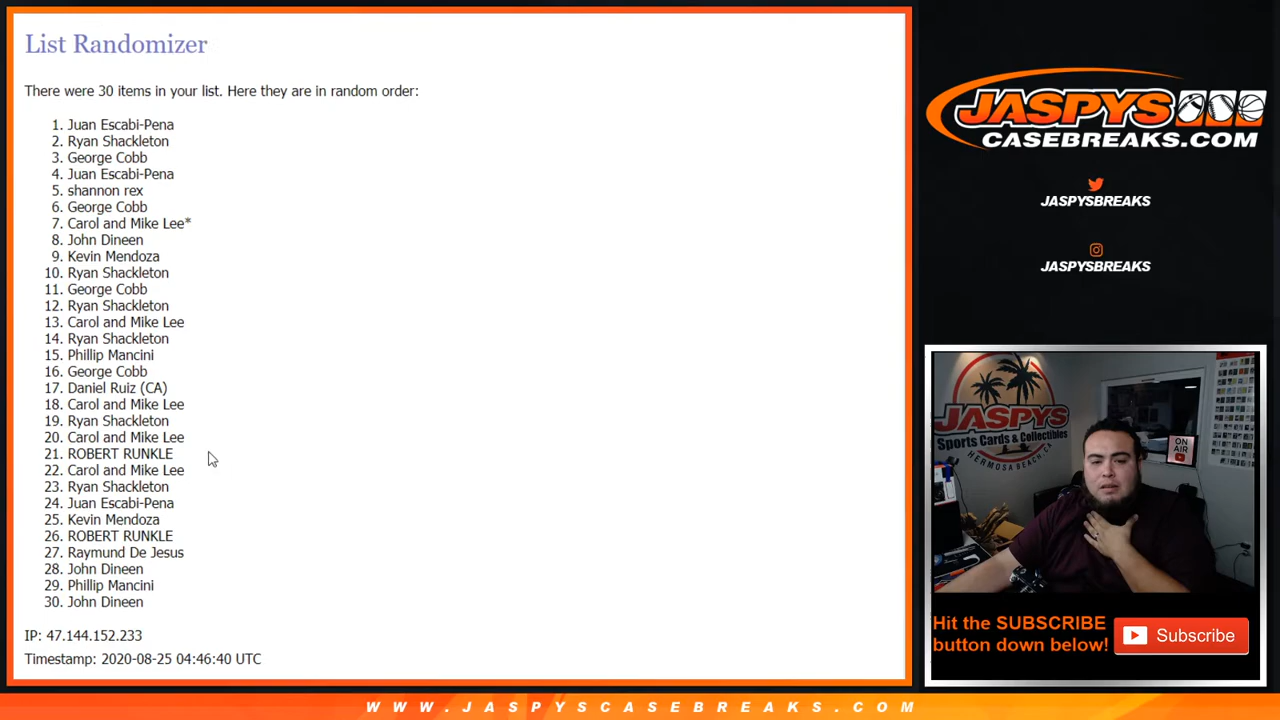 List Randomizer
There were 30 items in your list. Here they are in random order:
1. Juan Escabi-Pena
2. Ryan Shackleton
3. George Cobb
4. Juan Escabi-Pena
5. shannon rex
6. George Cobb
7. Carol and Mike Lee*
8. John Dineen
9. Kevin Mendoza
10. Ryan Shackleton
11. George Cobb
12. Ryan Shackleton
13. Carol and Mike Lee
14. Ryan Shackleton
15. Phillip Mancini
16. George Cobb
17. Daniel Ruiz (CA)
18. Carol and Mike Lee
19. Ryan Shackleton
20. Carol and Mike Lee
21. ROBERT RUNKLE
22. Carol and Mike Lee
23. Ryan Shackleton
24. Juan Escabi-Pena
25. Kevin Mendoza
26. ROBERT RUNKLE
27. Raymund De Jesus
28. John Dineen
29. Phillip Mancini
30. John Dineen
IP: 47.144.152.233
Timestamp: 2020-08-25 04:46:40 UTC
JASPYS
CASEBREAKS.COM
JASPYSBREAKS
JASPYSBREAKS
JASPYS
Sports Cards & Collectibles
HERMOSA BEACH, CA
ON
AIR
Hit the SUBSCRIBE
button down below!
Subscribe
WWW.JASPYSCASEBREAKS.COM